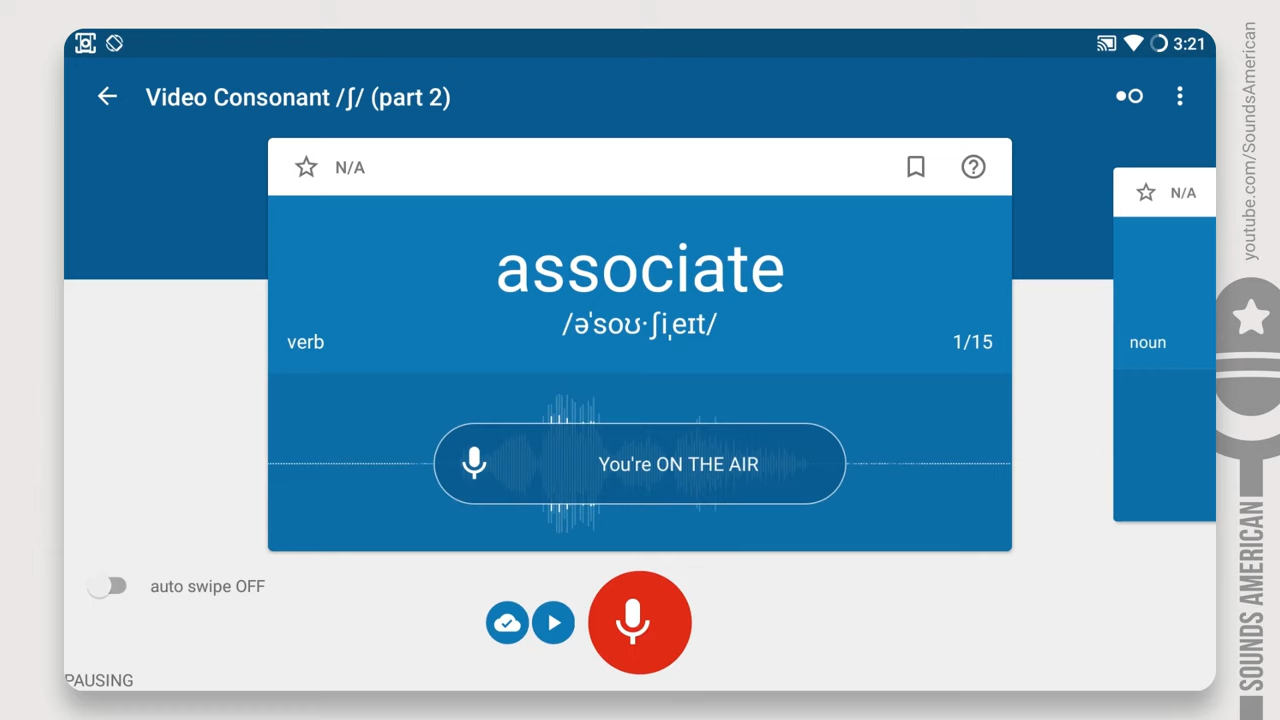 3:21
Video Consonant /ʃ/ (part 2)
N/A
N/A
associate
/əˈsoʊ·ʃiˌeɪt/
verb
1/15
noun
You're ON THE AIR
auto swipe OFF
PAUSING
youtube.com/SoundsAmerican
SOUNDS AMERICAN